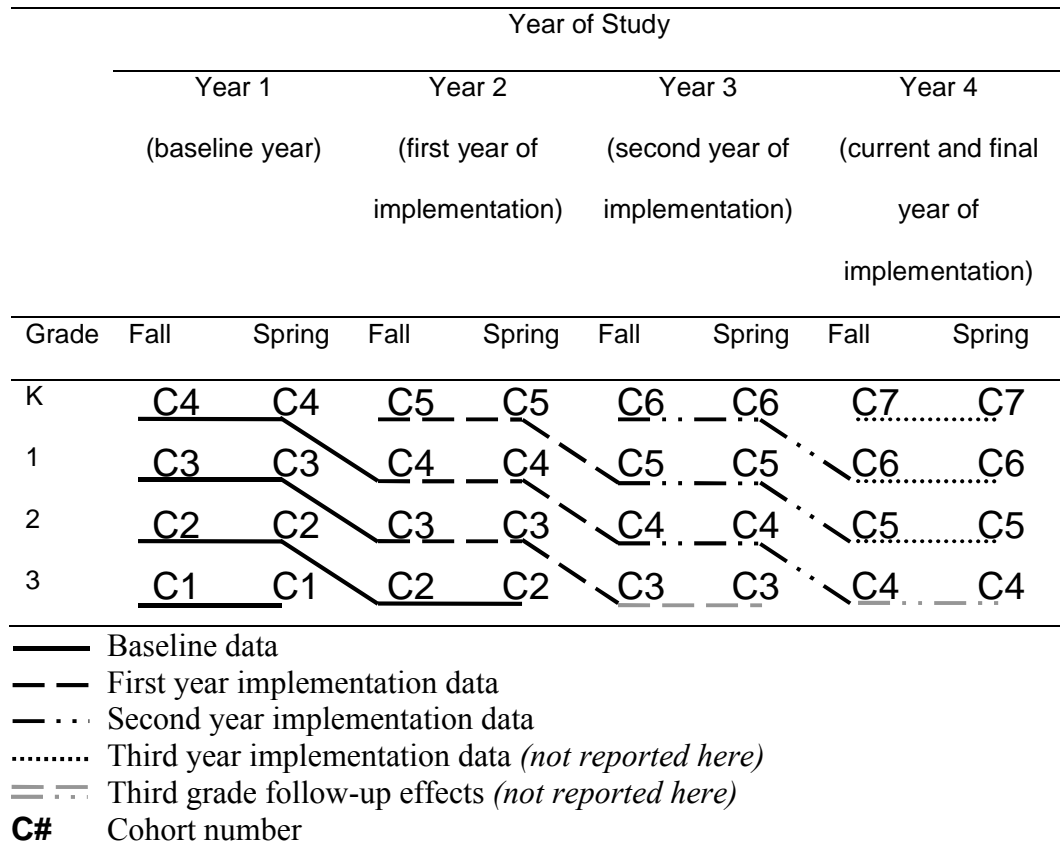 Year of Study
Year 1 Year 2 Year 3 Year 4
(baseline year) (first year of (second year of (current and final
implementation) implementation) year of
implementation)
Grade Fall Spring Fall Spring Fall Spring Fall Spring
K C4 C4 C5 C5 C6 C6 C7 C7
1 C3 C3 C4 C4 C5 C5 C6 C6
2 C2 C2 C3 C3 C4 C4 C5 C5
3 C1 C1 C2 C2 C3 C3 C4 C4
Baseline data
First year implementation data
Second year implementation data
Third year implementation data (not reported here)
Third grade follow-up effects (not reported here)
C# Cohort number